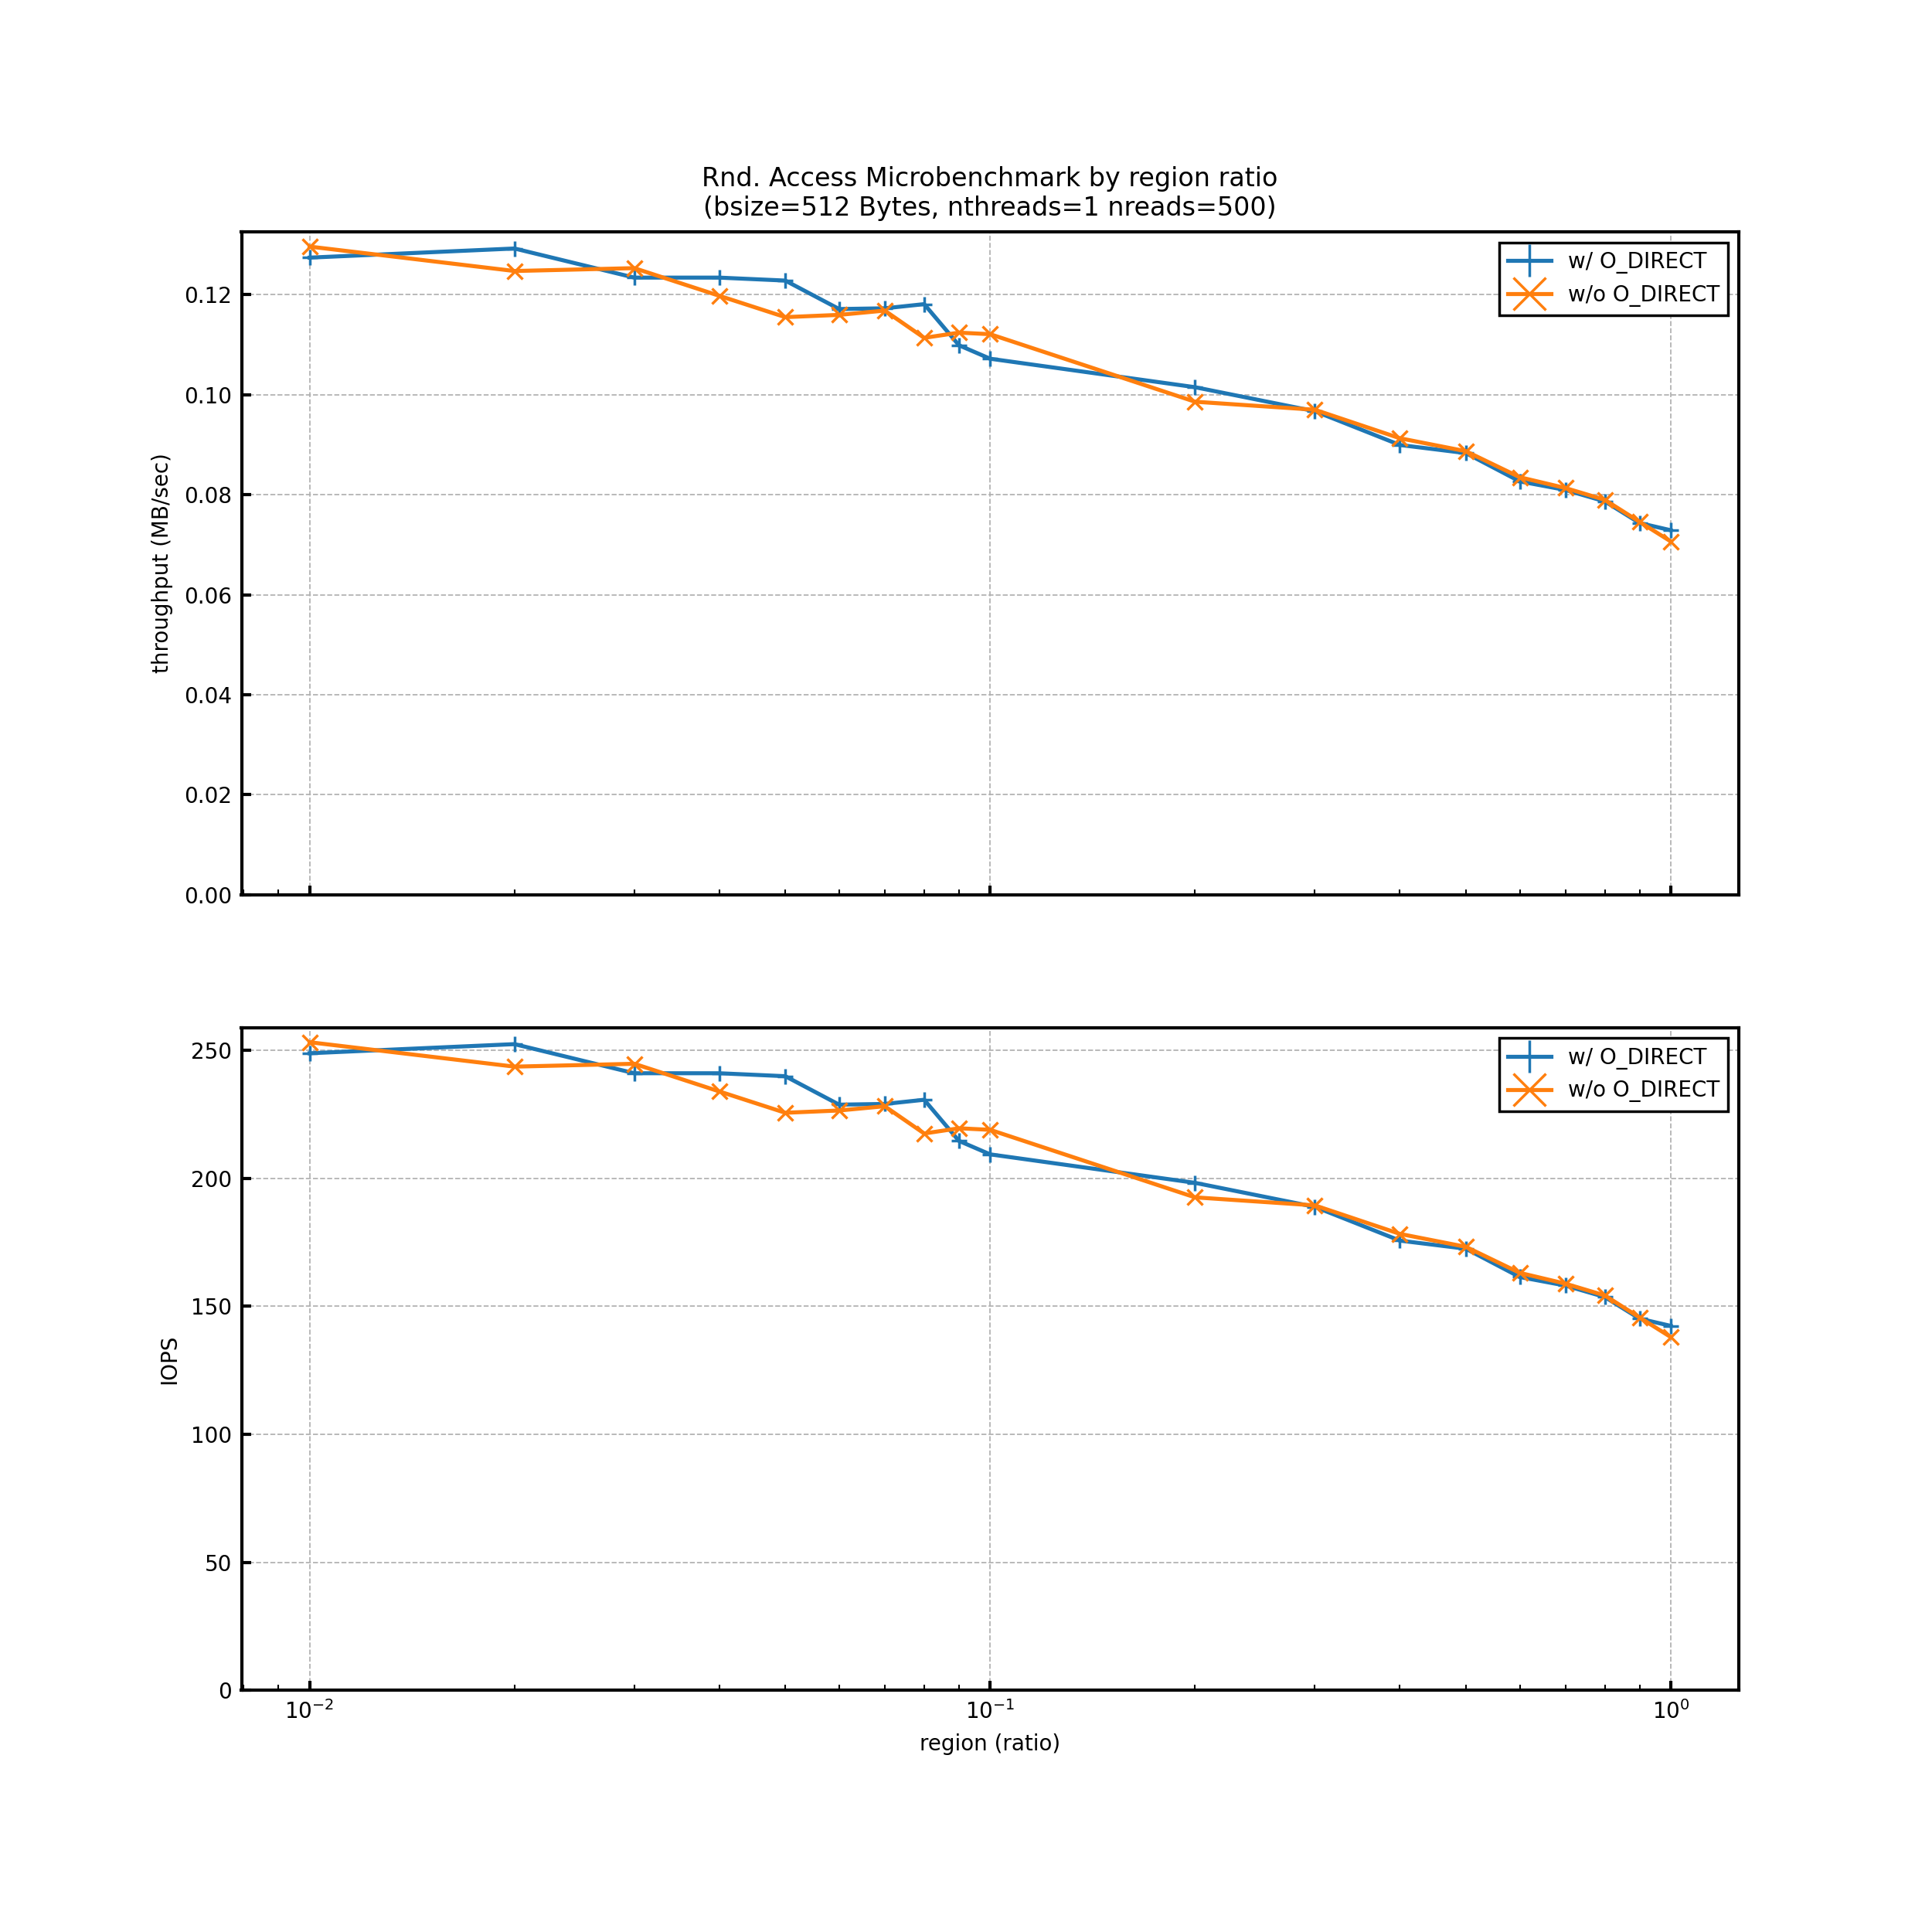 Rnd. Access Microbenchmark by region ratio
(bsize=512 Bytes, nthreads=1 nreads=500)
w/ O_DIRECT
w/o O_DIRECT
0.12
0.10
0.08
0.06
0.04
0.02
0.00
throughput (MB/sec)
w/ O_DIRECT
w/o O_DIRECT
250
200
150
100
50
0
IOPS
10⁻² 10⁻¹ 10⁰
region (ratio)